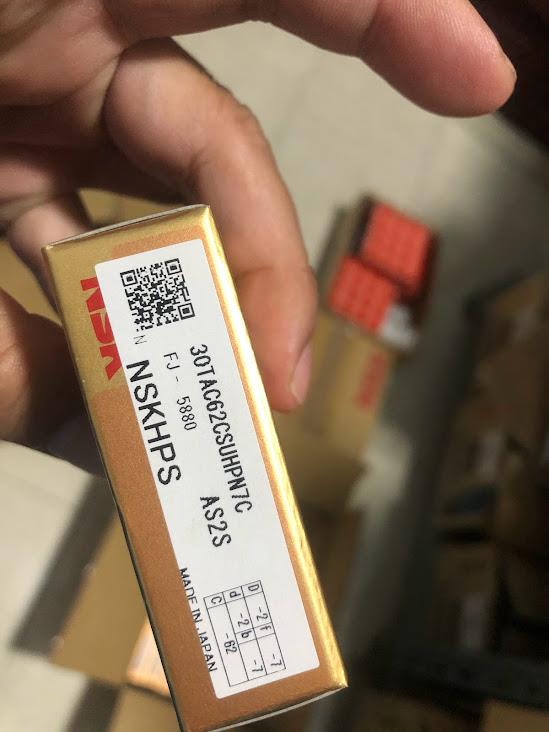 NSK
N
NSKHPS
FJ - 5880
30TAC62CSUHPN7C
AS2S
D -2 f -7
d -2 b -7
C -62
MADE IN JAPAN